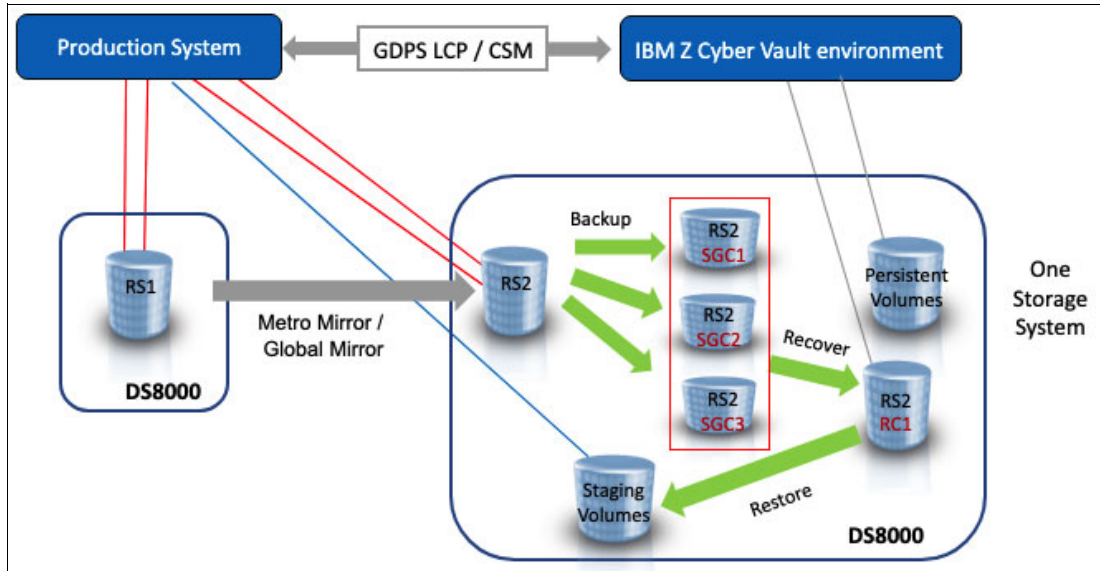 Production System
GDPS LCP / CSM
IBM Z Cyber Vault environment
RS1
DS8000
Metro Mirror /
Global Mirror
RS2
Backup
RS2
SGC1
RS2
SGC2
RS2
SGC3
Recover
Persistent
Volumes
RS2
RC1
Restore
Staging
Volumes
DS8000
One
Storage
System